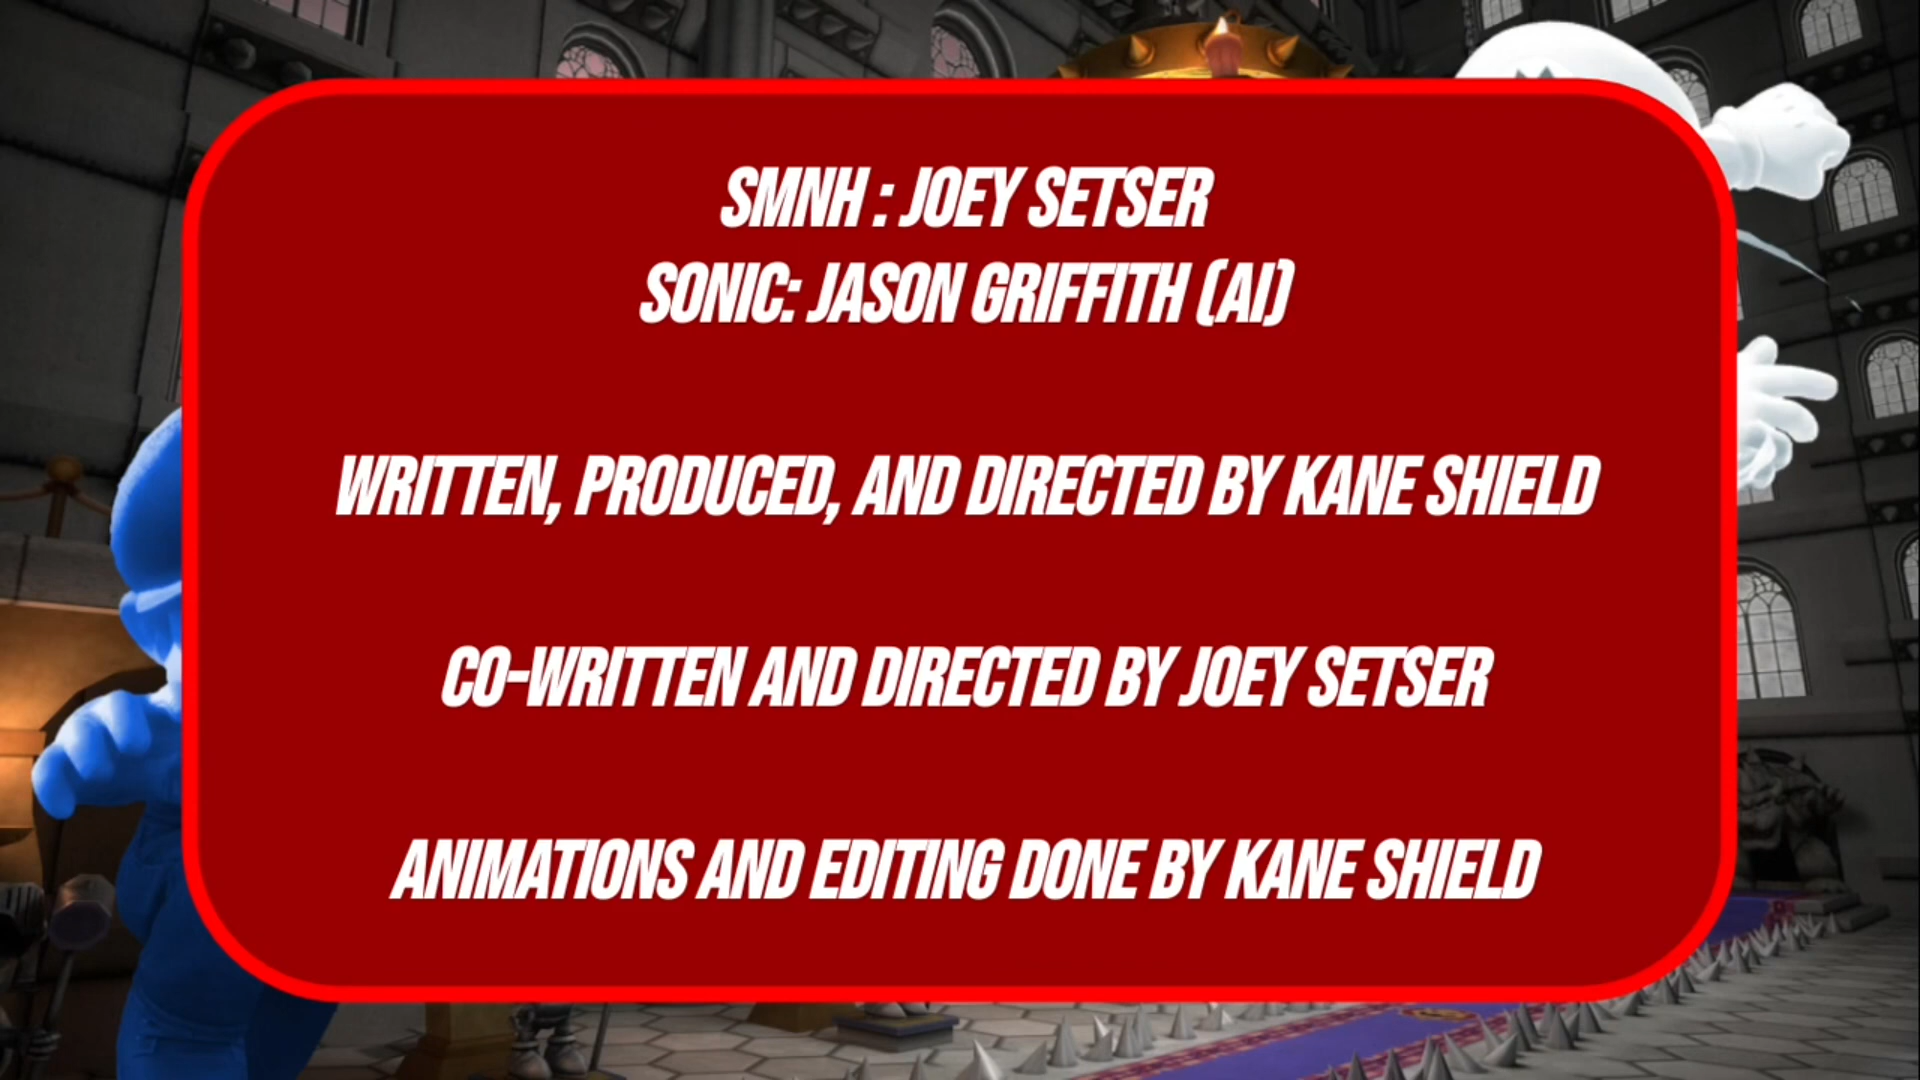 SMNH : JOEY SETSER
SONIC: JASON GRIFFITH (AI)
WRITTEN, PRODUCED, AND DIRECTED BY KANE SHIELD
CO-WRITTEN AND DIRECTED BY JOEY SETSER
ANIMATIONS AND EDITING DONE BY KANE SHIELD